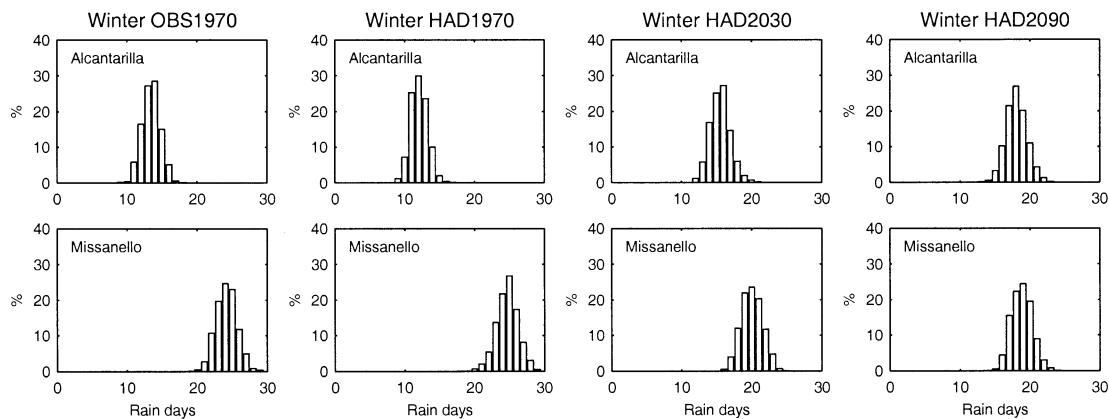 Winter OBS1970 Winter HAD1970 Winter HAD2030 Winter HAD2090
40 40 40 40
Alcantarilla Alcantarilla Alcantarilla Alcantarilla
30 30 30 30
% % % %
20 20 20 20
10 10 10 10
0 0 0 0
0 10 20 30 0 10 20 30 0 10 20 30 0 10 20 30
40 40 40 40
Missanello Missanello Missanello Missanello
30 30 30 30
% % % %
20 20 20 20
10 10 10 10
0 0 0 0
0 10 20 30 0 10 20 30 0 10 20 30 0 10 20 30
Rain days Rain days Rain days Rain days